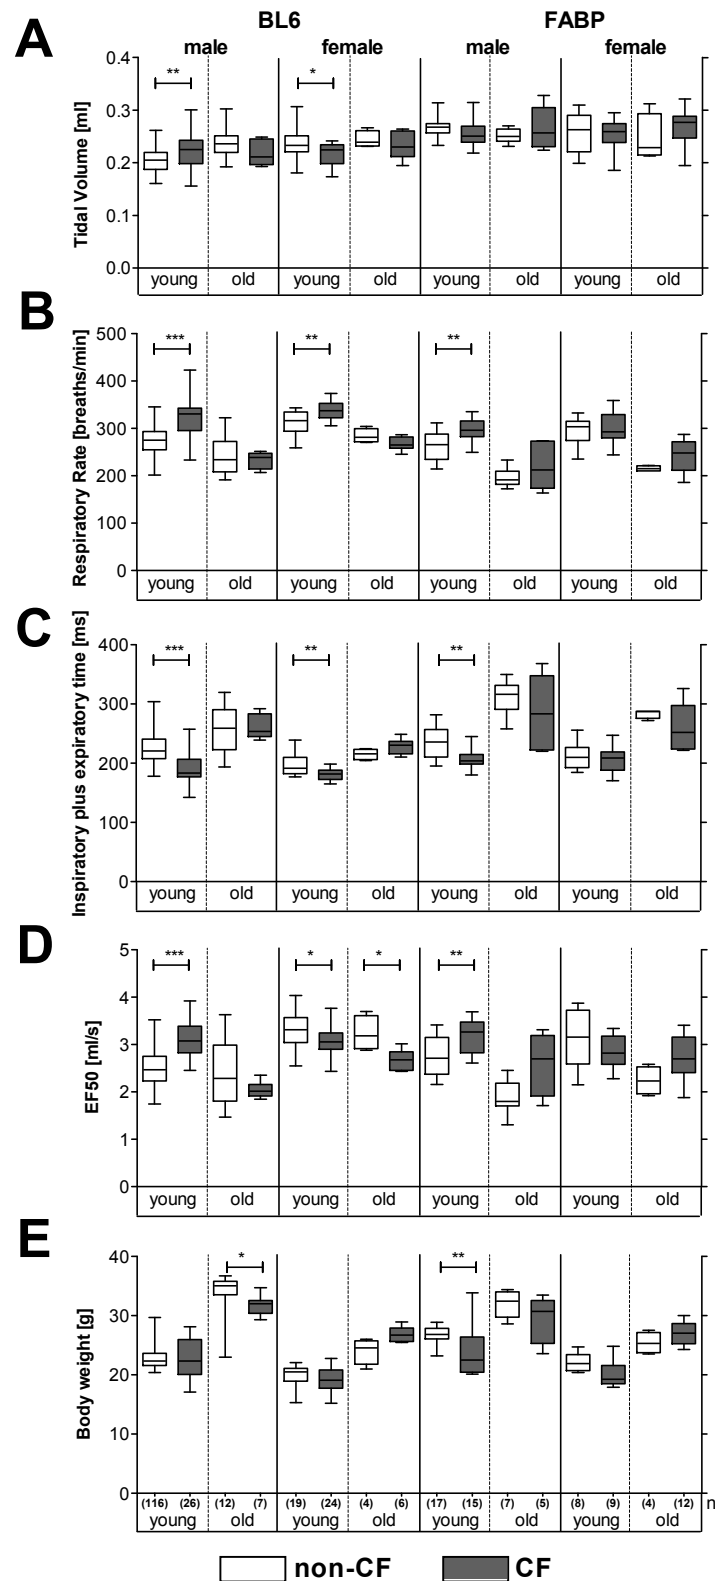 A
BL6 FABP
male female male female
Tidal Volume [ml]
0.4
0.3
0.2
0.1
0.0
** *
young old young old young old young old
B
Respiratory Rate [breaths/min]
500
400
300
200
100
0
*** ** **
young old young old young old young old
C
Inspiratory plus expiratory time [ms]
400
300
200
100
0
*** ** **
young old young old young old young old
D
EF50 [ml/s]
5
4
3
2
1
0
*** * * **
young old young old young old young old
E
Body weight [g]
40
30
20
10
0
* **
(116) (26) (12) (7) (19) (24) (4) (6) (17) (15) (7) (5) (8) (9) (4) (12) n
young old young old young old young old
non-CF CF